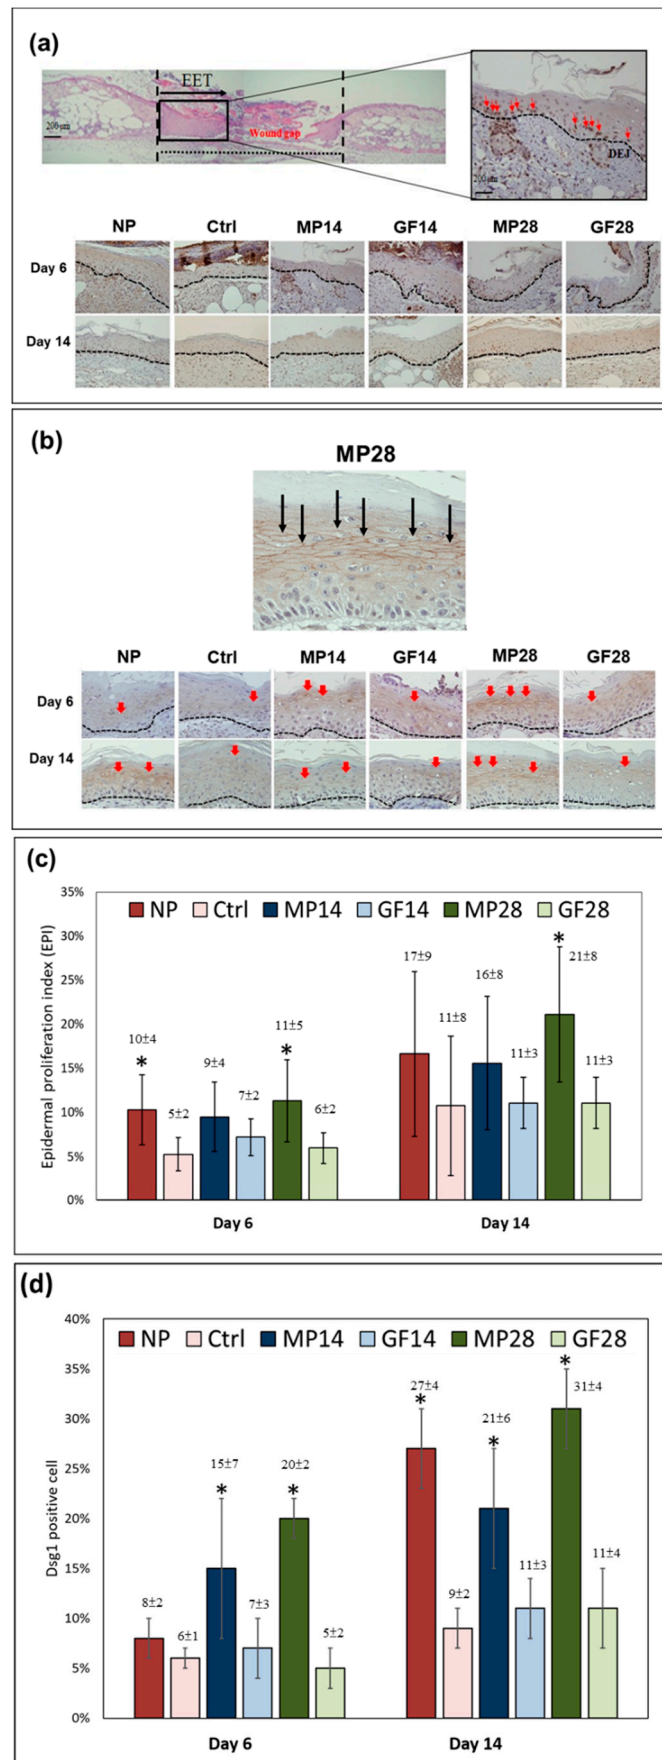 (a)
EET
Wound gap
200µm
DEJ
200µm
NP Ctrl MP14 GF14 MP28 GF28
Day 6
Day 14
(b)
MP28
NP Ctrl MP14 GF14 MP28 GF28
Day 6
Day 14
(c)
Epidermal proliferation index (EPI)
35%
30%
25%
20%
15%
10%
5%
0%
NP Ctrl MP14 GF14 MP28 GF28
10±4
*
5±2
9±4
7±2
11±5
*
6±2
17±9
11±8
16±8
11±3
*
21±8
11±3
Day 6 Day 14
(d)
Dsg1 positive cell
40%
35%
30%
25%
20%
15%
10%
5%
0%
NP Ctrl MP14 GF14 MP28 GF28
8±2
6±1
15±7
*
7±3
20±2
*
5±2
27±4
*
9±2
21±6
*
11±3
*
31±4
11±4
Day 6 Day 14